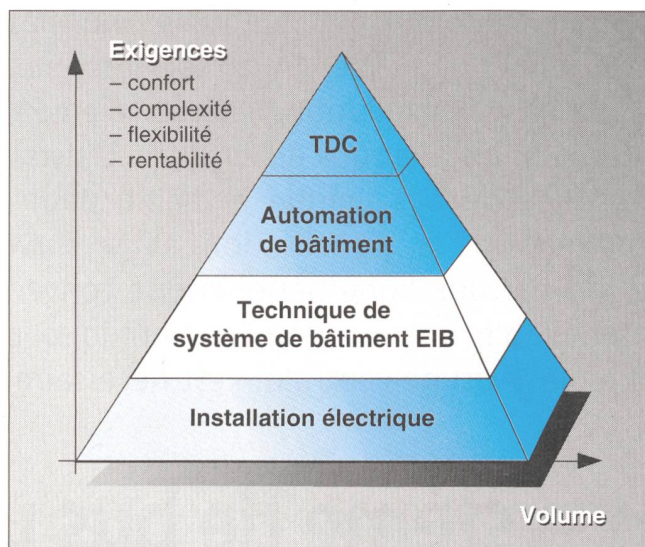 Exigences
– confort
– complexité
– flexibilité
– rentabilité
TDC
Automation
de bâtiment
Technique de
système de bâtiment EIB
Installation électrique
Volume